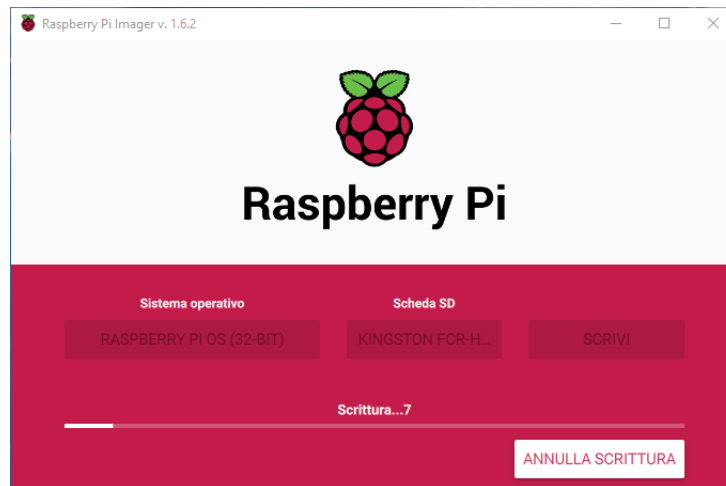 Raspberry Pi Imager v. 1.6.2
Raspberry Pi
Sistema operativo
Scheda SD
RASPBERRY PI OS (32-BIT)
KINGSTON FCR-H...
SCRIVI
Scrittura...7
ANNULLA SCRITTURA